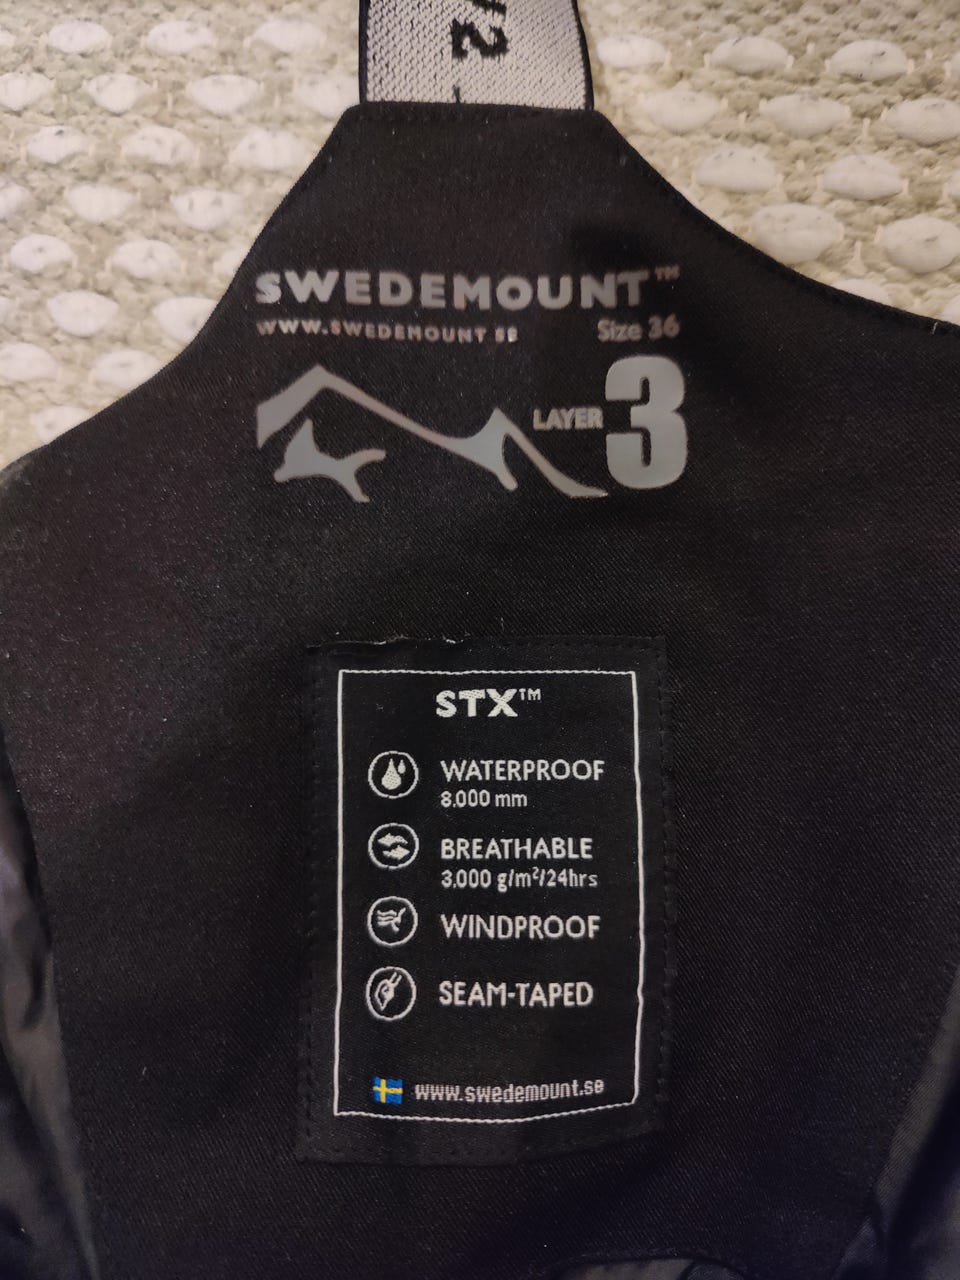 SWEDEMOUNT™
WWW.SWEDEMOUNT.SE
Size 36
LAYER 3
STX™
WATERPROOF
8.000 mm
BREATHABLE
3.000 g/m²/24hrs
WINDPROOF
SEAM-TAPED
www.swedemount.se